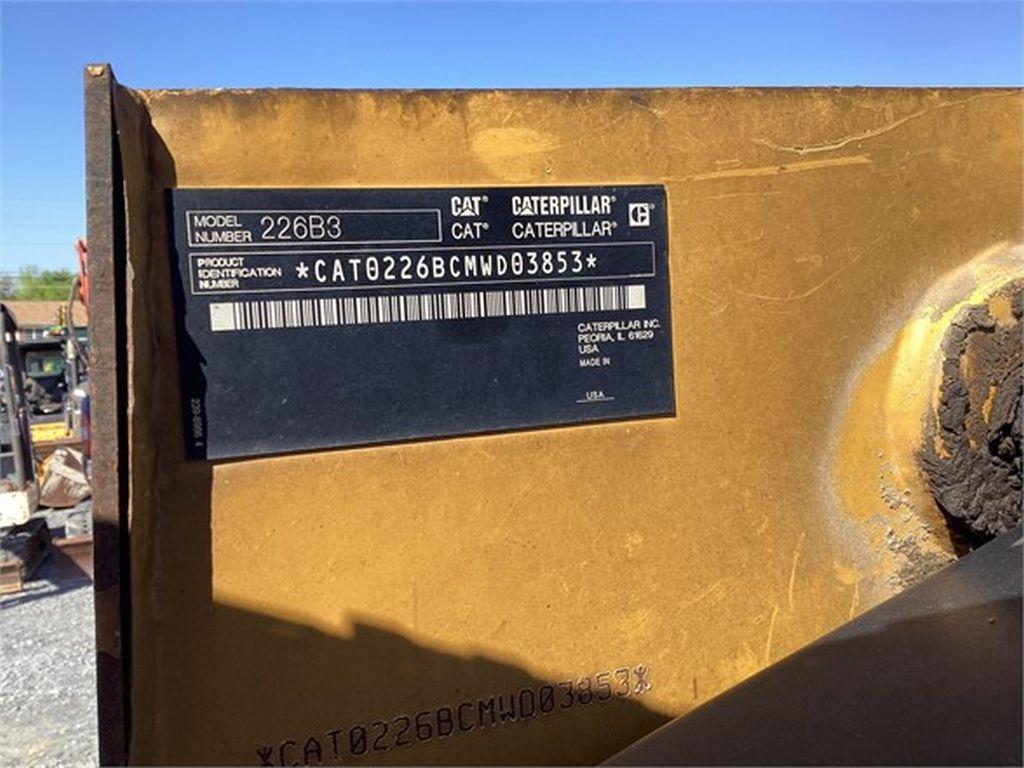 MODEL NUMBER 226B3
CAT® CATERPILLAR®
CAT® CATERPILLAR®
PRODUCT IDENTIFICATION NUMBER *CAT0226BCMWD03853*
CATERPILLAR INC.
PEORIA, IL 61629
USA
MADE IN
USA
*CAT0226BCMWD03853*